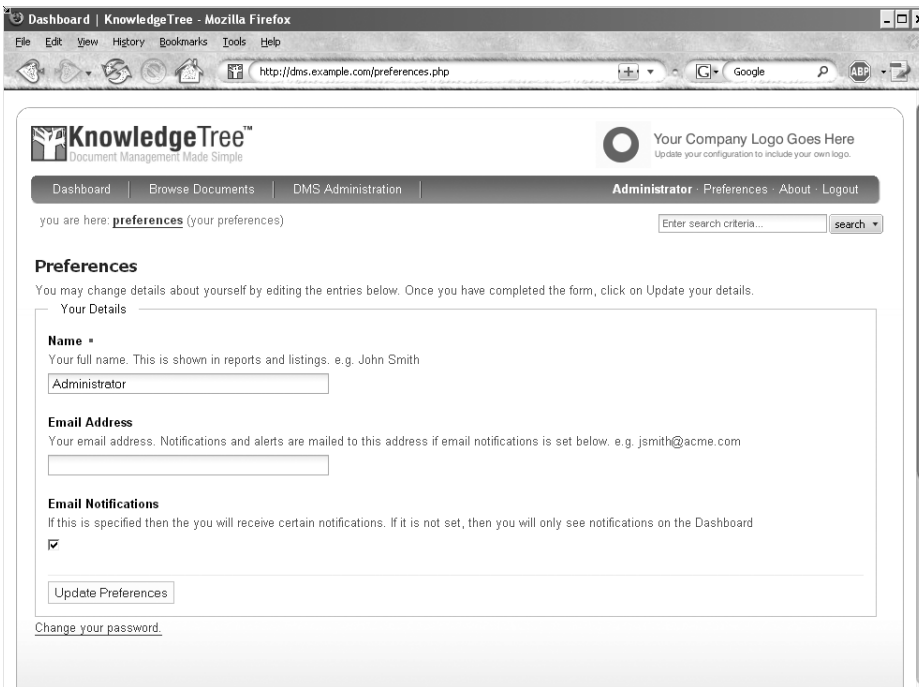 Dashboard | KnowledgeTree - Mozilla Firefox
File Edit View History Bookmarks Tools Help
http://dms.example.com/preferences.php
G Google ABP
KnowledgeTree™
Document Management Made Simple
Your Company Logo Goes Here
Update your configuration to include your own logo.
Dashboard Browse Documents DMS Administration Administrator · Preferences · About · Logout
you are here: preferences (your preferences) Enter search criteria... search
Preferences
You may change details about yourself by editing the entries below. Once you have completed the form, click on Update your details.
Your Details
Name
Your full name. This is shown in reports and listings. e.g. John Smith
Administrator
Email Address
Your email address. Notifications and alerts are mailed to this address if email notifications is set below. e.g. jsmith@acme.com
Email Notifications
If this is specified then the you will receive certain notifications. If it is not set, then you will only see notifications on the Dashboard
Update Preferences
Change your password.